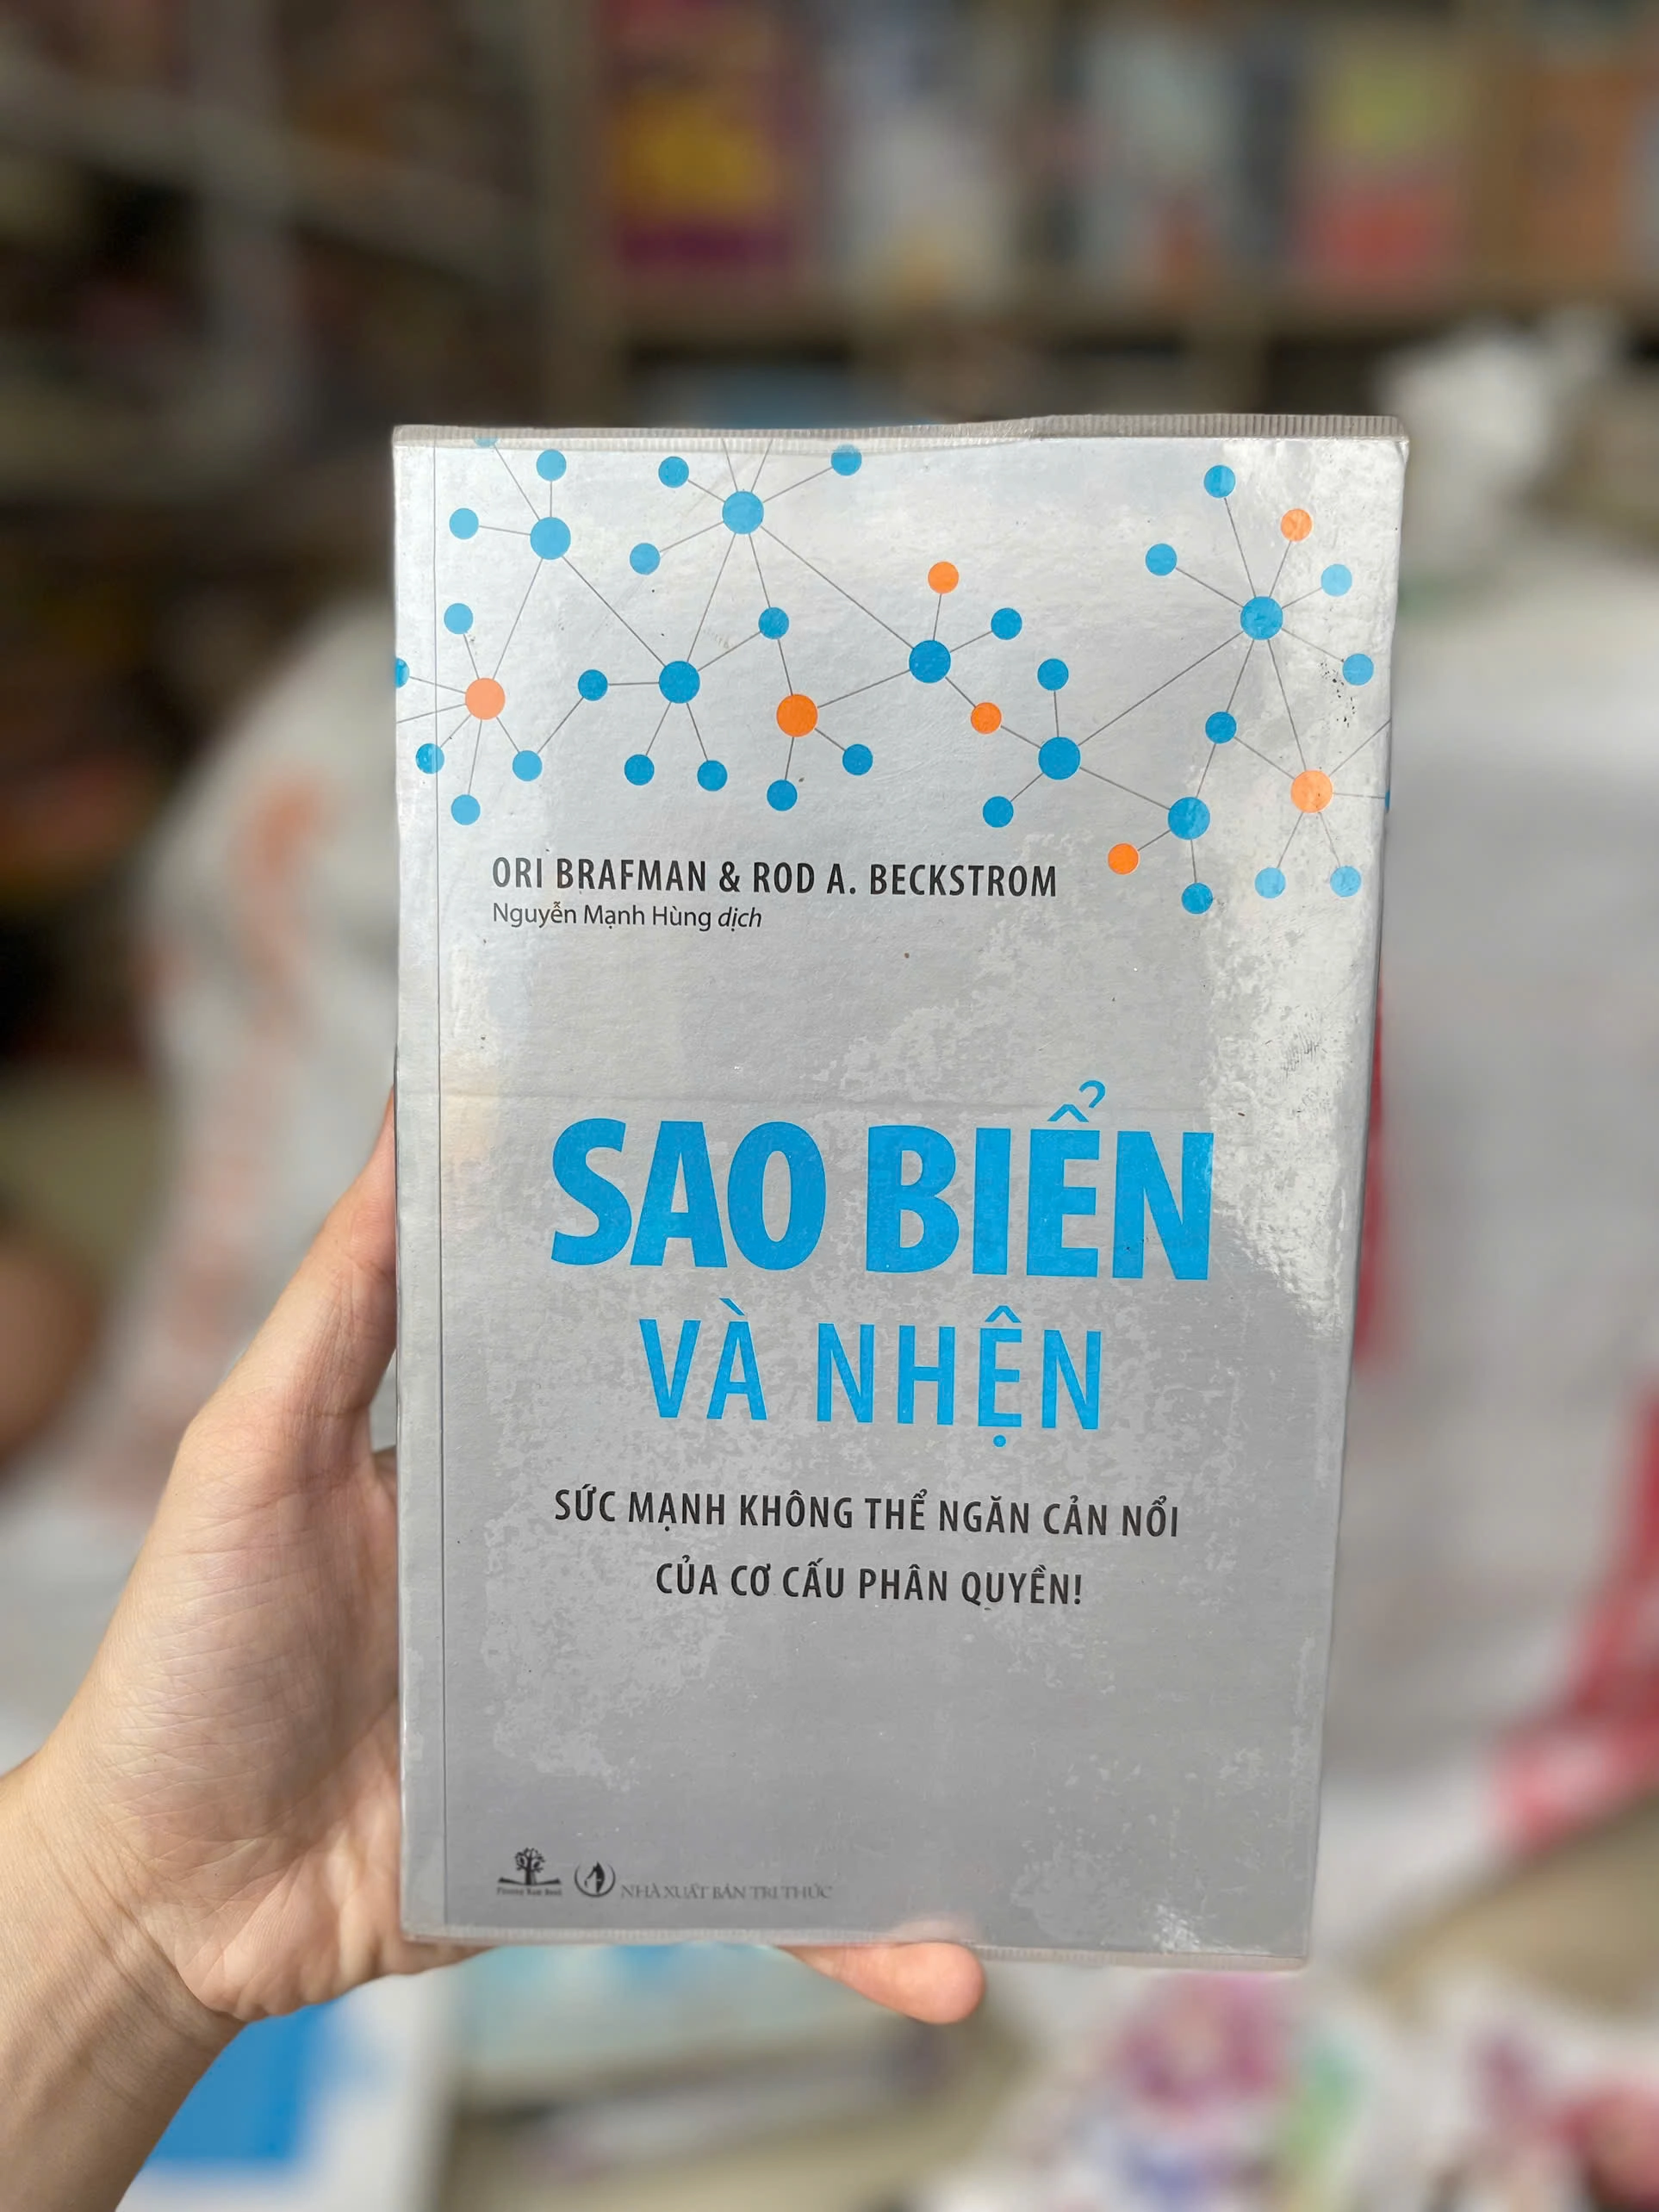 ORI BRAFMAN & ROD A. BECKSTROM
Nguyễn Mạnh Hùng dịch
SAO BIỂN
VÀ NHỆN
SỨC MẠNH KHÔNG THỂ NGĂN CẢN NỔI
CỦA CƠ CẤU PHÂN QUYỀN!
NHÀ XUẤT BẢN TRI THỨC